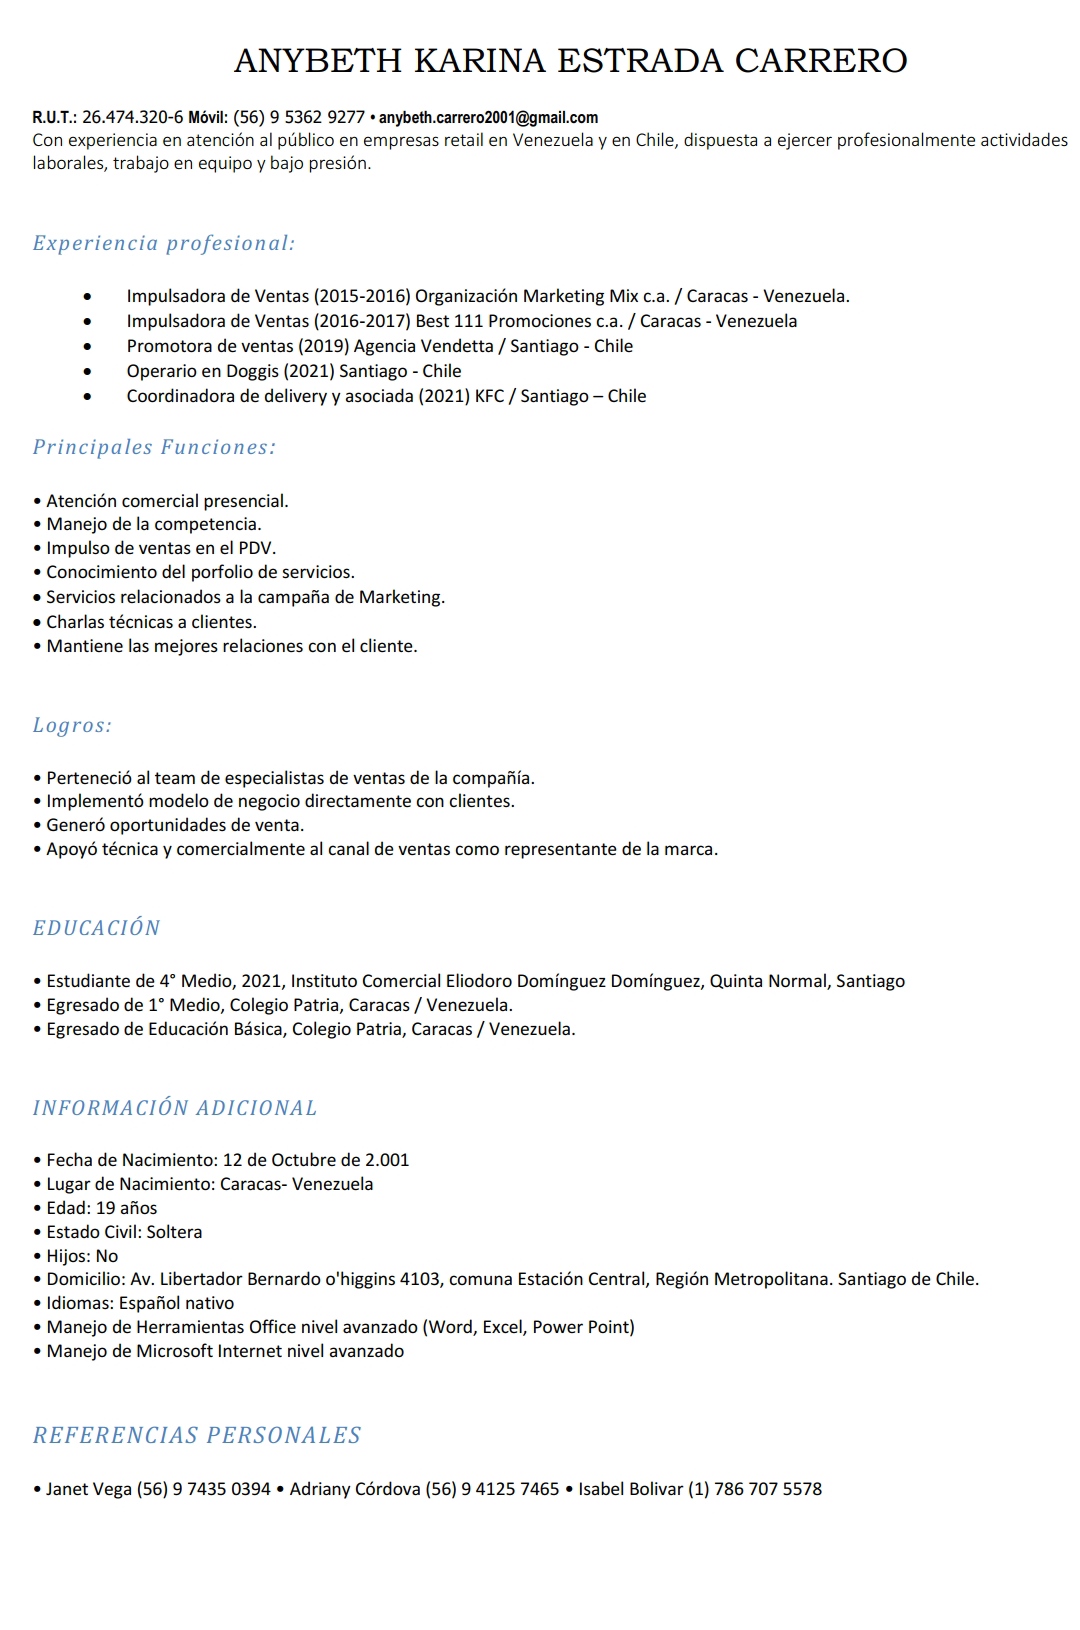 ANYBETH KARINA ESTRADA CARRERO
R.U.T.: 26.474.320-6 Móvil: (56) 9 5362 9277 • anybeth.carrero2001@gmail.com
Con experiencia en atención al público en empresas retail en Venezuela y en Chile, dispuesta a ejercer profesionalmente actividades
laborales, trabajo en equipo y bajo presión.
Experiencia profesional:
• Impulsadora de Ventas (2015-2016) Organización Marketing Mix c.a. / Caracas - Venezuela.
• Impulsadora de Ventas (2016-2017) Best 111 Promociones c.a. / Caracas - Venezuela
• Promotora de ventas (2019) Agencia Vendetta / Santiago - Chile
• Operario en Doggis (2021) Santiago - Chile
• Coordinadora de delivery y asociada (2021) KFC / Santiago – Chile
Principales Funciones:
• Atención comercial presencial.
• Manejo de la competencia.
• Impulso de ventas en el PDV.
• Conocimiento del porfolio de servicios.
• Servicios relacionados a la campaña de Marketing.
• Charlas técnicas a clientes.
• Mantiene las mejores relaciones con el cliente.
Logros:
• Perteneció al team de especialistas de ventas de la compañía.
• Implementó modelo de negocio directamente con clientes.
• Generó oportunidades de venta.
• Apoyó técnica y comercialmente al canal de ventas como representante de la marca.
EDUCACIÓN
• Estudiante de 4° Medio, 2021, Instituto Comercial Eliodoro Domínguez Domínguez, Quinta Normal, Santiago
• Egresado de 1° Medio, Colegio Patria, Caracas / Venezuela.
• Egresado de Educación Básica, Colegio Patria, Caracas / Venezuela.
INFORMACIÓN ADICIONAL
• Fecha de Nacimiento: 12 de Octubre de 2.001
• Lugar de Nacimiento: Caracas- Venezuela
• Edad: 19 años
• Estado Civil: Soltera
• Hijos: No
• Domicilio: Av. Libertador Bernardo o'higgins 4103, comuna Estación Central, Región Metropolitana. Santiago de Chile.
• Idiomas: Español nativo
• Manejo de Herramientas Office nivel avanzado (Word, Excel, Power Point)
• Manejo de Microsoft Internet nivel avanzado
REFERENCIAS PERSONALES
• Janet Vega (56) 9 7435 0394 • Adriany Córdova (56) 9 4125 7465 • Isabel Bolivar (1) 786 707 5578